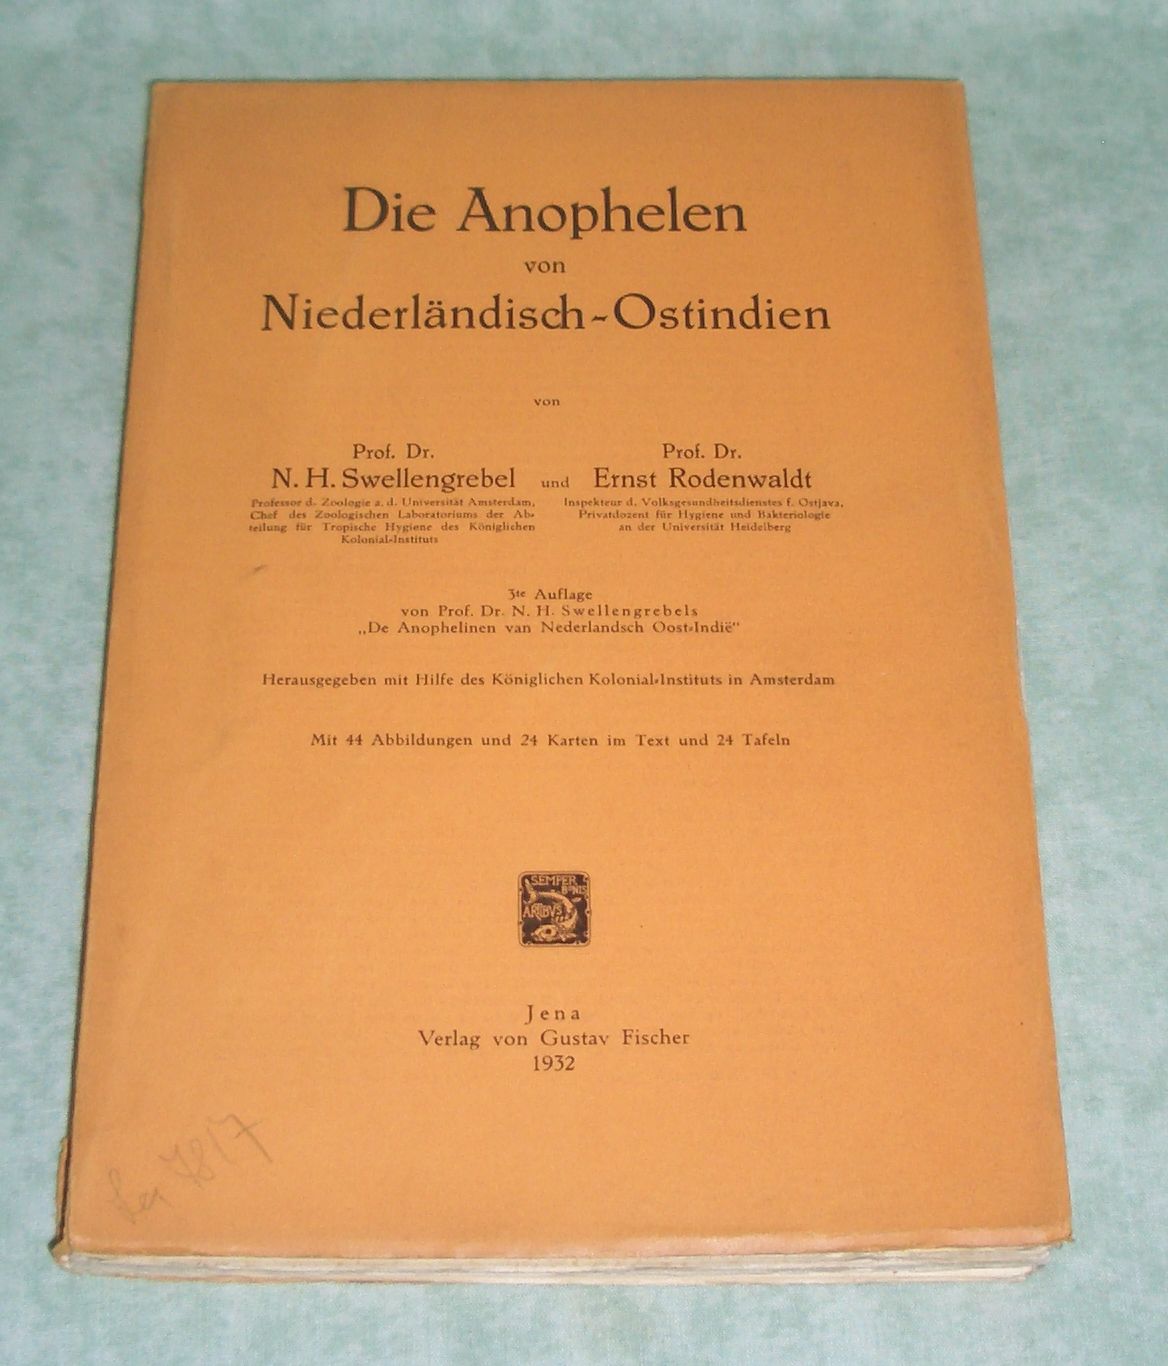 Die Anophelen
von
Niederländisch-Ostindien
von
Prof. Dr.
N. H. Swellengrebel
Professor d. Zoologie a. d. Universität Amsterdam,
Chef des Zoologischen Laboratoriums der Ab-
teilung für Tropische Hygiene des Königlichen
Kolonial-Instituts
und
Prof. Dr.
Ernst Rodenwaldt
Inspekteur d. Volksgesundheitsdienstes f. Ostjava,
Privatdozent für Hygiene und Bakteriologie
an der Universität Heidelberg
3te Auflage
von Prof. Dr. N. H. Swellengrebels
„De Anophelinen van Nederlandsch Oost-Indië"
Herausgegeben mit Hilfe des Königlichen Kolonial-Instituts in Amsterdam
Mit 44 Abbildungen und 24 Karten im Text und 24 Tafeln
SEMPER
BONIS
ARTIBVS
Jena
Verlag von Gustav Fischer
1932
7817